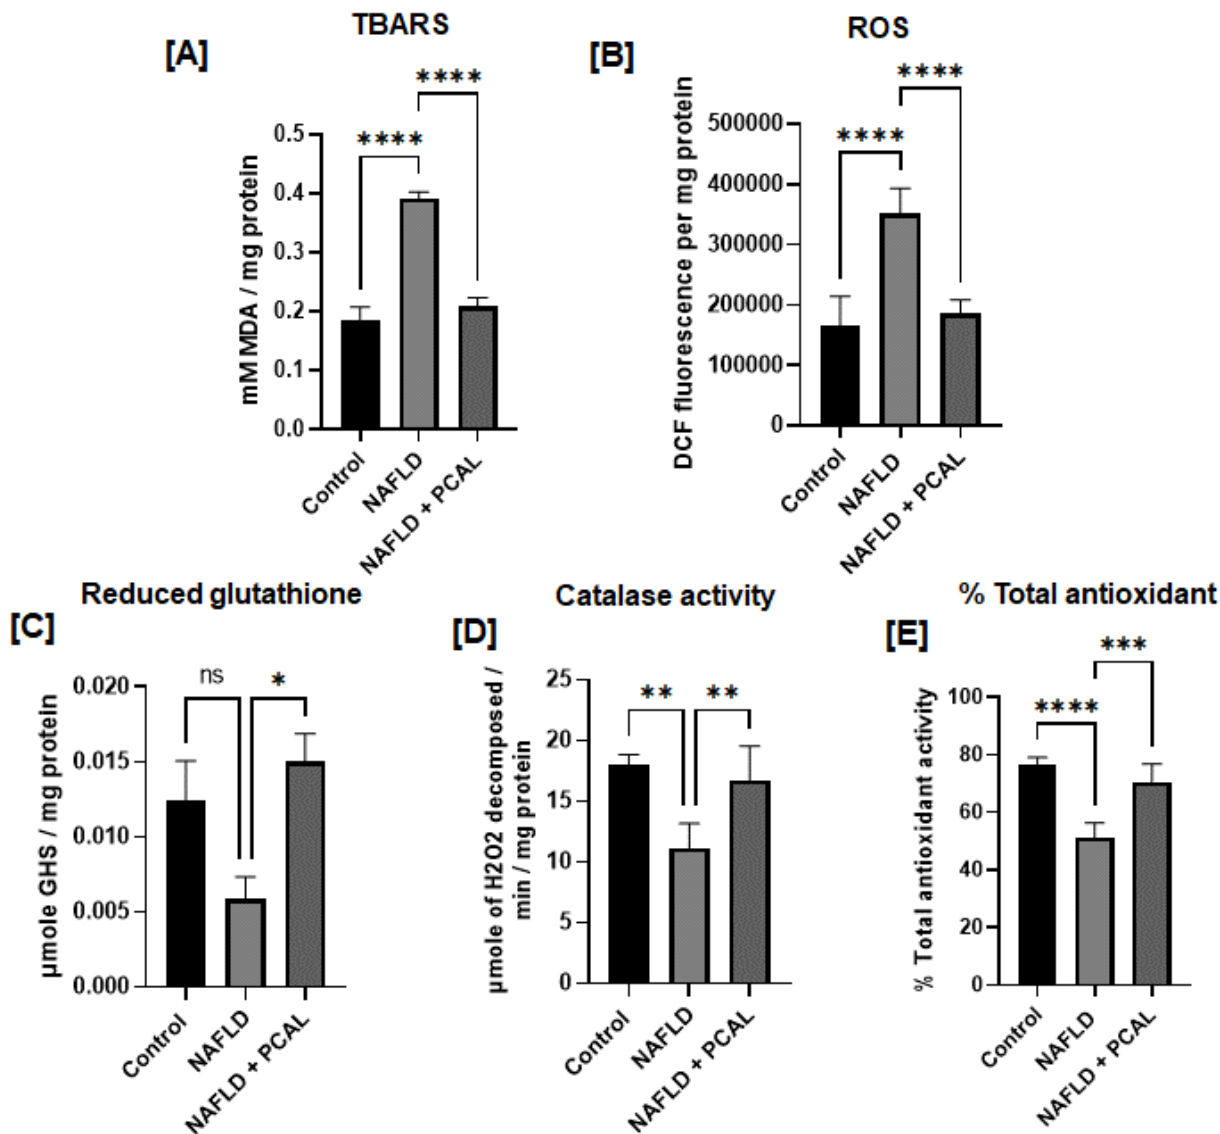 TBARS
[A]
****
****
mM MDA / mg protein
0.5
0.4
0.3
0.2
0.1
0.0
Control
NAFLD
NAFLD + PCAL
ROS
[B]
****
****
DCF fluorescence per mg protein
500000
400000
300000
200000
100000
0
Control
NAFLD
NAFLD + PCAL
Reduced glutathione
[C]
ns
*
µmole GHS / mg protein
0.020
0.015
0.010
0.005
0.000
Control
NAFLD
NAFLD + PCAL
Catalase activity
[D]
**
**
µmole of H2O2 decomposed /
min / mg protein
25
20
15
10
5
0
Control
NAFLD
NAFLD + PCAL
% Total antioxidant
[E]
***
****
% Total antioxidant activity
100
80
60
40
20
0
Control
NAFLD
NAFLD + PCAL